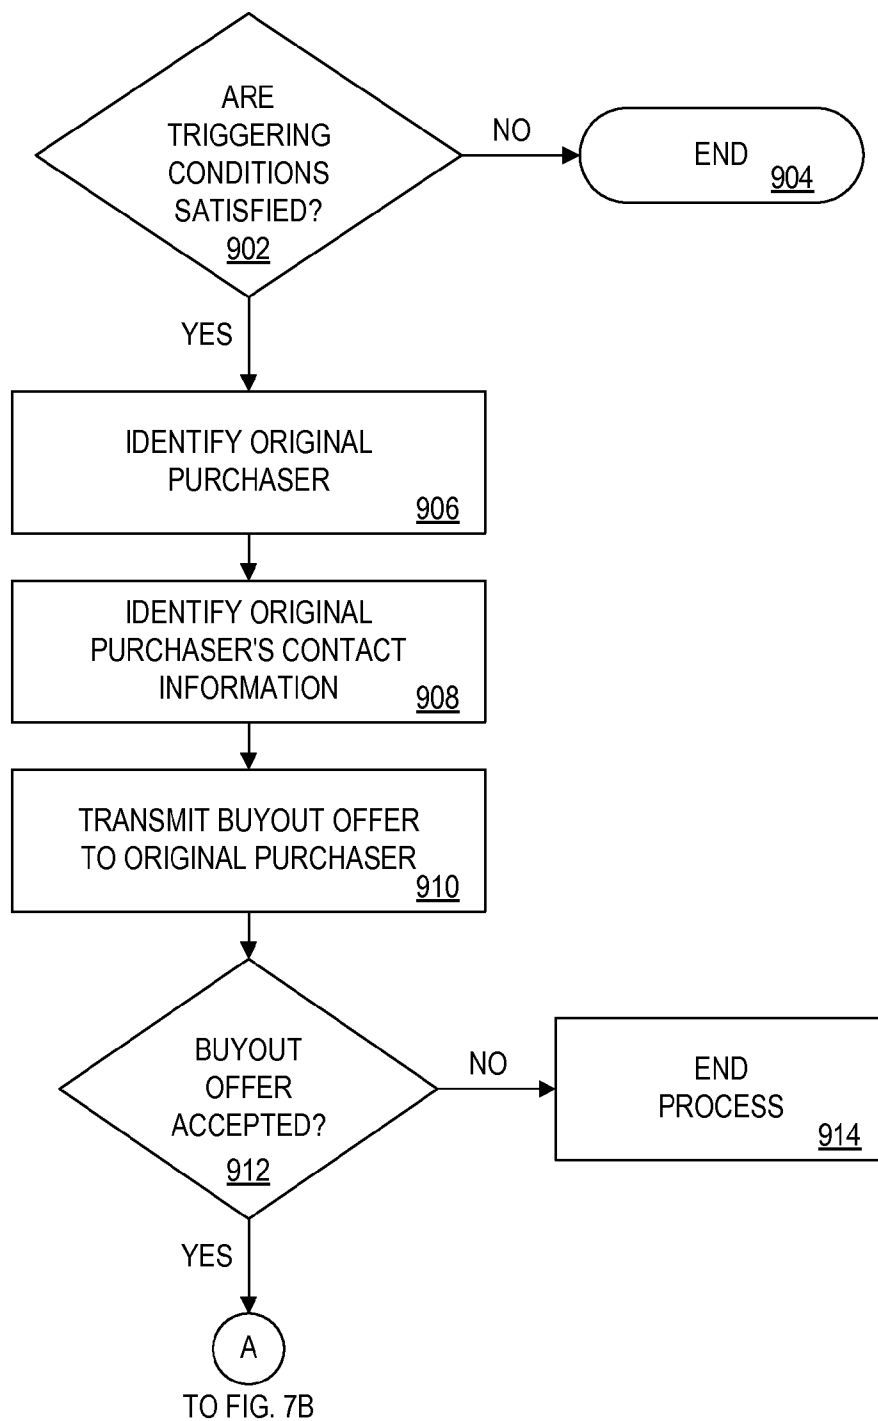 ARE
TRIGGERING
CONDITIONS
SATISFIED?
902
NO
END
904
YES
IDENTIFY ORIGINAL
PURCHASER
906
IDENTIFY ORIGINAL
PURCHASER'S CONTACT
INFORMATION
908
TRANSMIT BUYOUT OFFER
TO ORIGINAL PURCHASER
910
BUYOUT
OFFER
ACCEPTED?
912
NO
END
PROCESS
914
YES
A
TO FIG. 7B